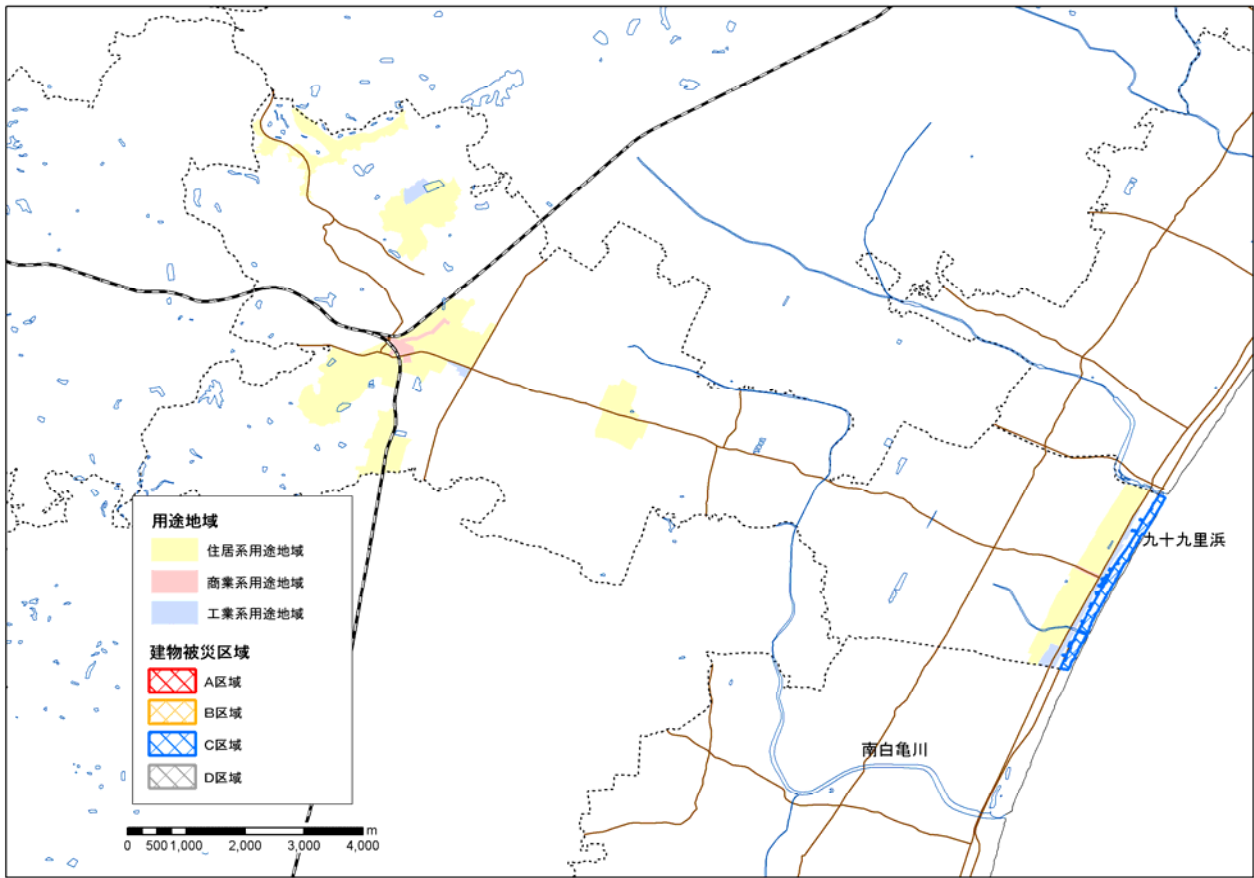 九十九里浜
南白亀川
用途地域
住居系用途地域
商業系用途地域
工業系用途地域
建物被災区域
A区域
B区域
C区域
D区域
0 500 1,000 2,000 3,000 4,000 m